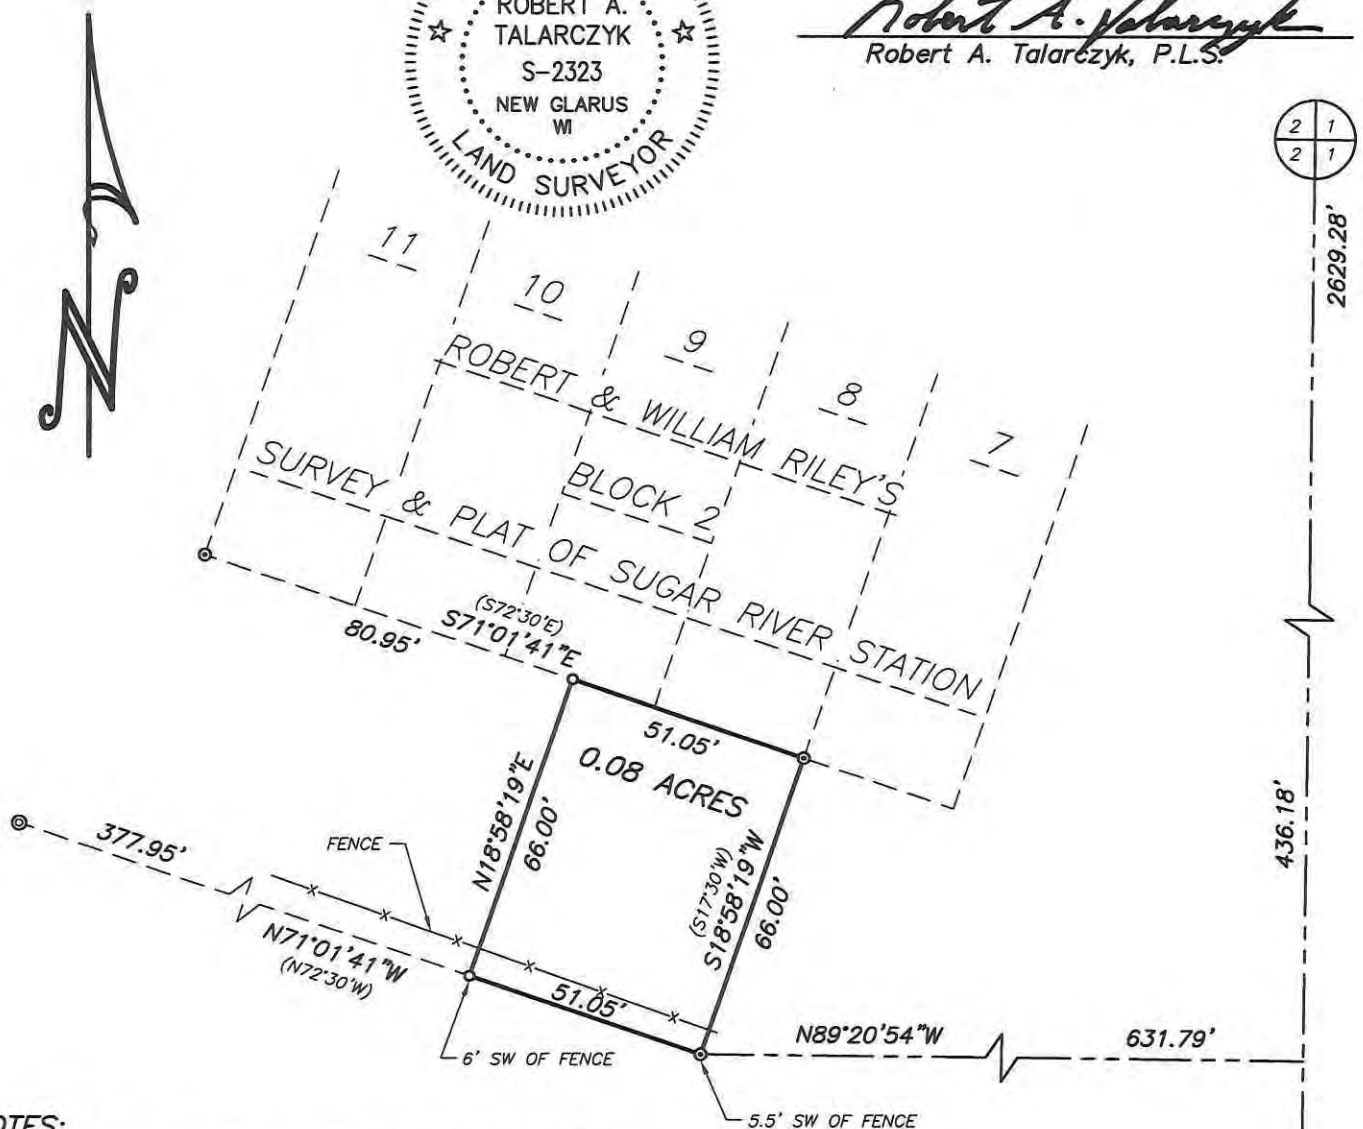 ROBERT A.
TALARCZYK
S-2323
NEW GLARUS
WI
LAND SURVEYOR
Robert A. Talarczyk
Robert A. Talarczyk, P.L.S.
2 1
2 1
2629.28'
N
11
10
9
8
7
ROBERT & WILLIAM RILEY'S
BLOCK 2
SURVEY & PLAT OF SUGAR RIVER STATION
(S72°30'E)
S71°01'41"E
80.95'
51.05'
0.08 ACRES
N18°58'19"E
66.00'
(S17°30'W)
S18°58'19"W
66.00'
436.18'
377.95'
FENCE
N71°01'41"W
(N72°30'W)
51.05'
6' SW OF FENCE
N89°20'54"W
631.79'
5.5' SW OF FENCE